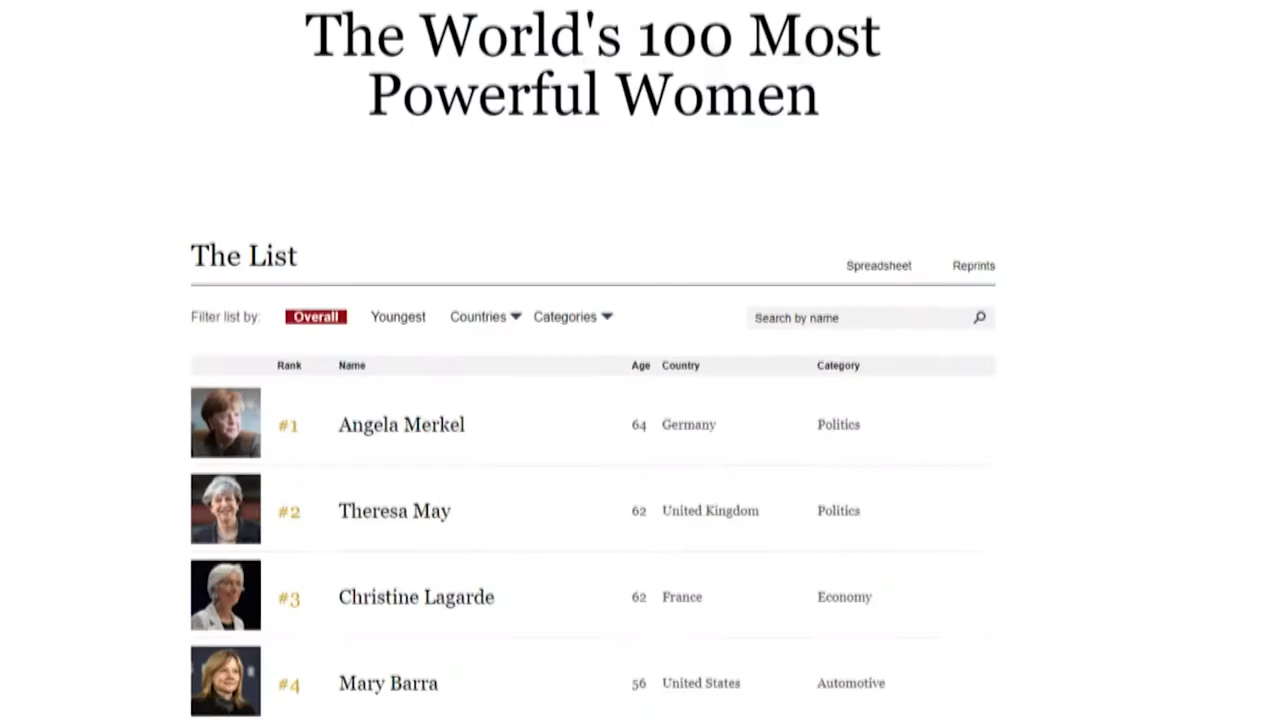 The World's 100 Most
Powerful Women
The List
Spreadsheet Reprints
Filter list by: Overall Youngest Countries Categories Search by name
Rank Name Age Country Category
#1 Angela Merkel 64 Germany Politics
#2 Theresa May 62 United Kingdom Politics
#3 Christine Lagarde 62 France Economy
#4 Mary Barra 56 United States Automotive